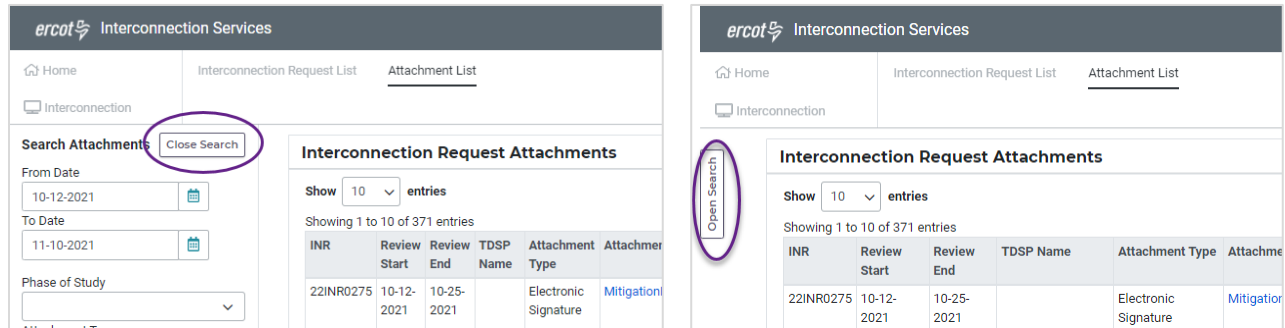 ercot Interconnection Services
Home
Interconnection Request List
Attachment List
Interconnection
Search Attachments
Close Search
From Date
10-12-2021
To Date
11-10-2021
Phase of Study
Interconnection Request Attachments
Show 10 entries
Showing 1 to 10 of 371 entries
INR Review Review TDSP Attachment
Start End Name Type
22INR0275 10-12- 10-25- Electronic
2021 2021 Signature
ercot Interconnection Services
Home
Interconnection Request List
Attachment List
Interconnection
Open Search
Interconnection Request Attachments
Show 10 entries
Showing 1 to 10 of 371 entries
INR Review Review TDSP Name Attachment Type
Start End
22INR0275 10-12- 10-25- Electronic
2021 2021 Signature